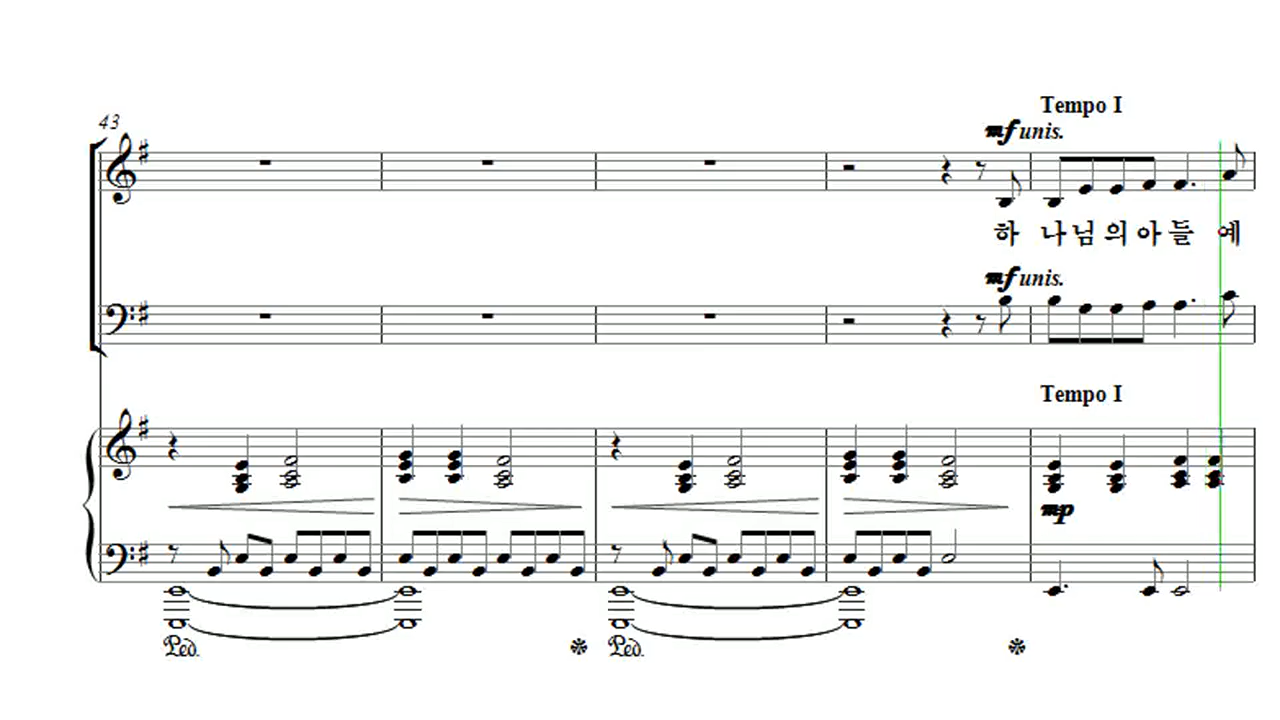 Tempo I
43
mf unis.
하 나 님 의 아 들 예
mf unis.
Tempo I
mp
Ped. Ped.